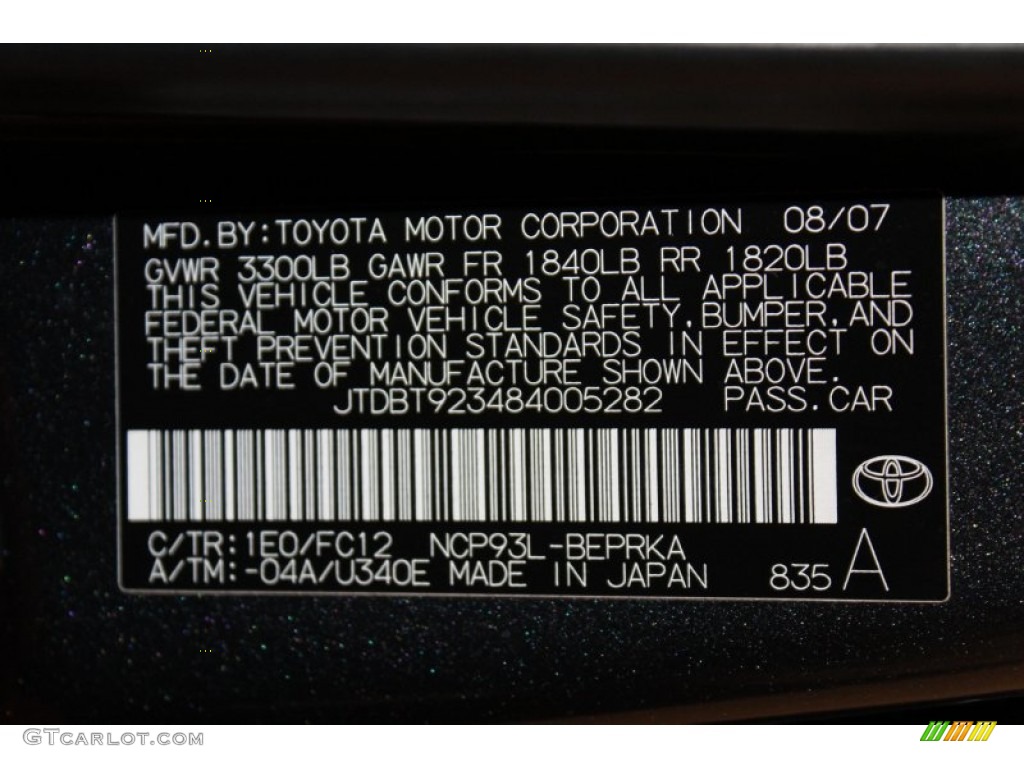 MFD.BY:TOYOTA MOTOR CORPORATION 08/07
GVWR 3300LB GAWR FR 1840LB RR 1820LB
THIS VEHICLE CONFORMS TO ALL APPLICABLE
FEDERAL MOTOR VEHICLE SAFETY,BUMPER,AND
THEFT PREVENTION STANDARDS IN EFFECT ON
THE DATE OF MANUFACTURE SHOWN ABOVE.
JTDBT923484005282 PASS.CAR
C/TR:1E0/FC12 NCP93L-BEPRKA
A/TM:-04A/U340E MADE IN JAPAN 835 A
GTCarLot.com